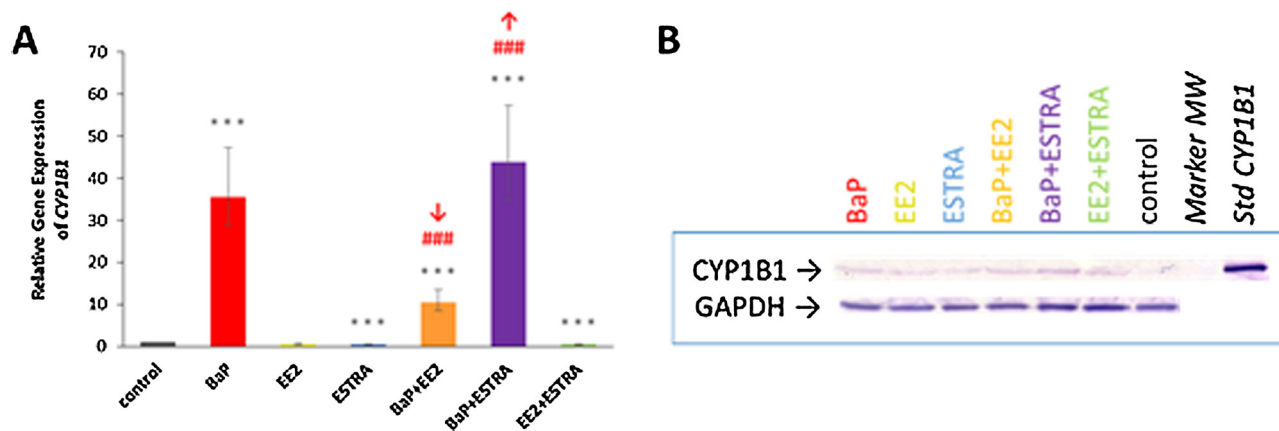 A
Relative Gene Expression
of CYP1B1
70
60
50
40
30
20
10
0
***
***
↓
###
***
↑
###
***
***
control
BaP
EE2
ESTRA
BaP+EE2
BaP+ESTRA
EE2+ESTRA
B
BaP
EE2
ESTRA
BaP+EE2
BaP+ESTRA
EE2+ESTRA
control
Marker MW
Std CYP1B1
CYP1B1 →
GAPDH →